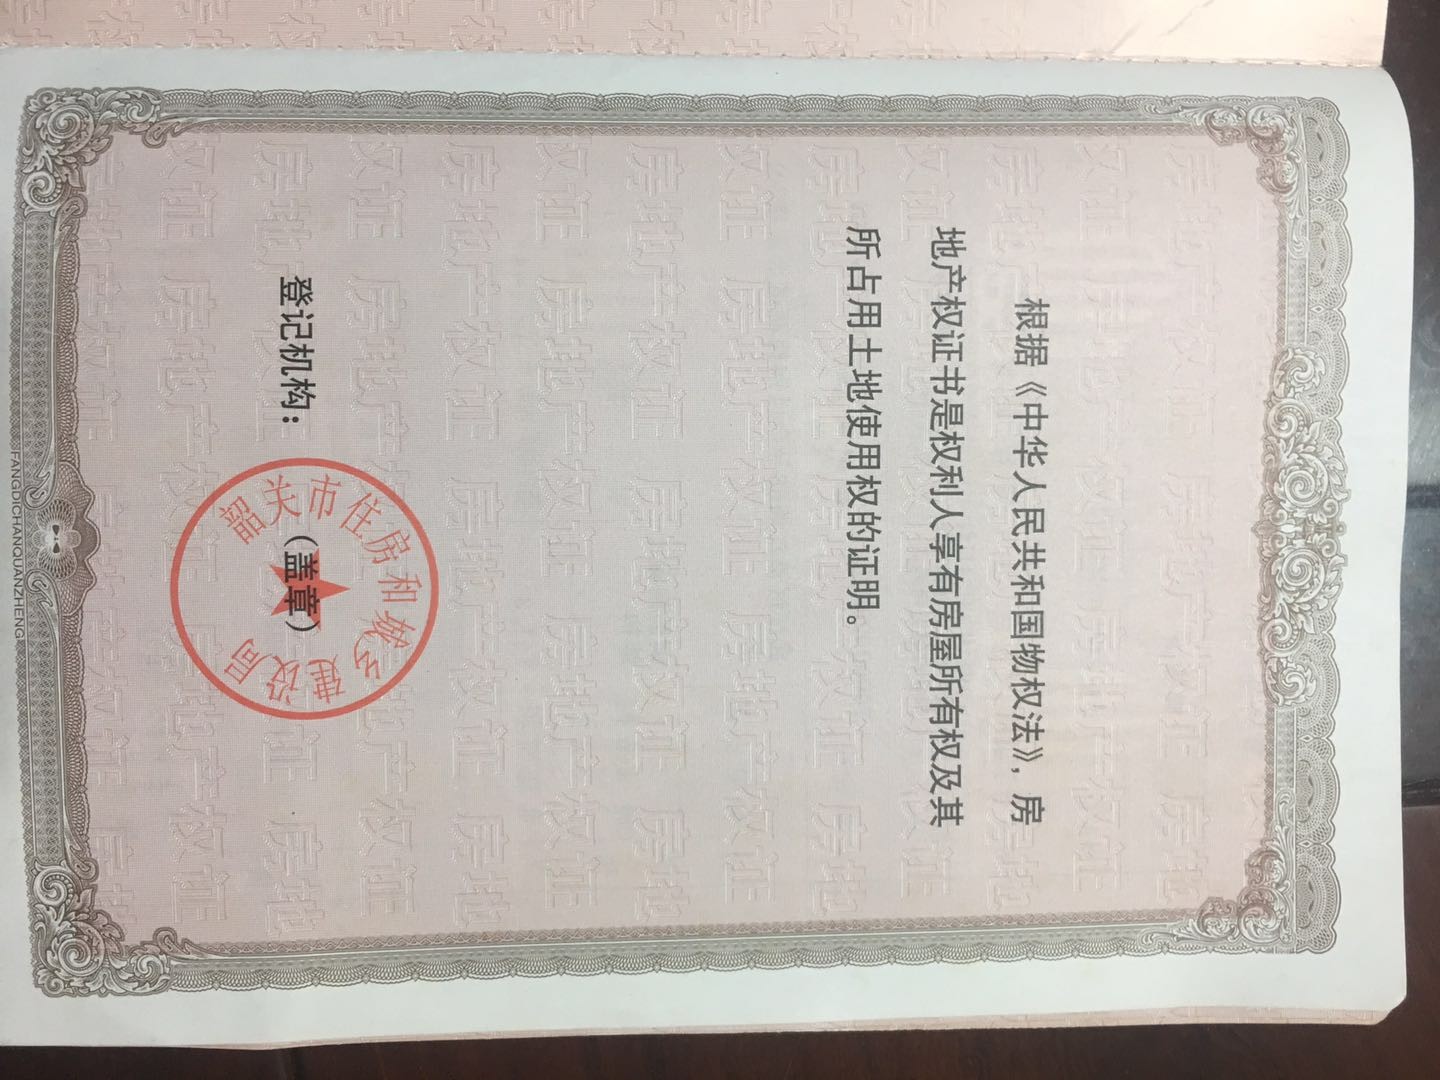 根据《中华人民共和国物权法》，房
地产权证书是权利人享有房屋所有权及其
所占用土地使用权的证明。
登记机构：（盖章）
韶关市住房和城乡建设局
FANGDICHANQUANZHENG